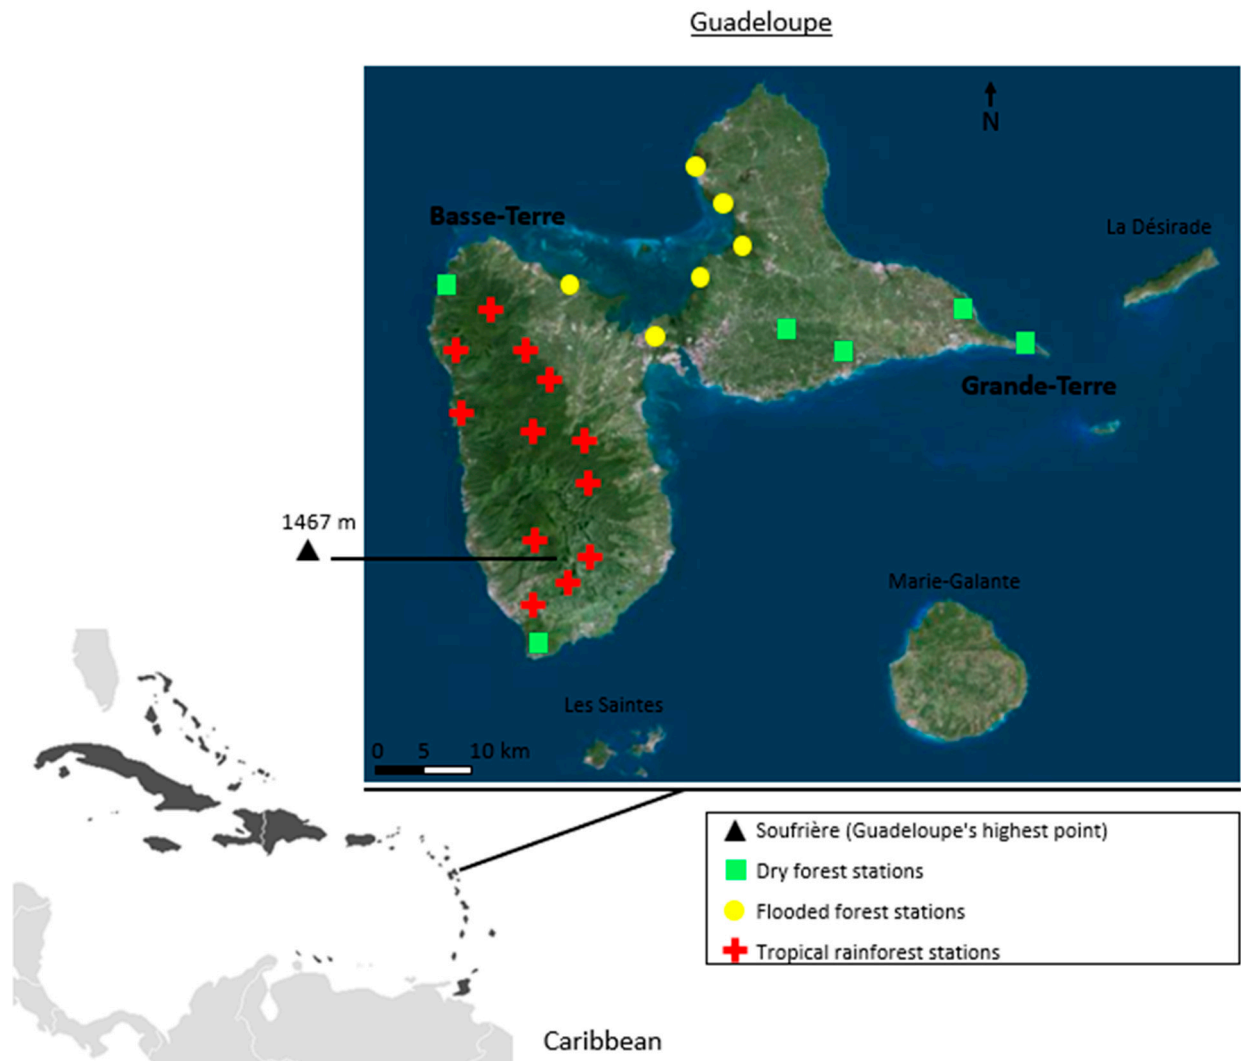 Guadeloupe
N
Basse-Terre
La Désirade
Grande-Terre
1467 m
Marie-Galante
Les Saintes
0 5 10 km
Soufrière (Guadeloupe's highest point)
Dry forest stations
Flooded forest stations
Tropical rainforest stations
Caribbean